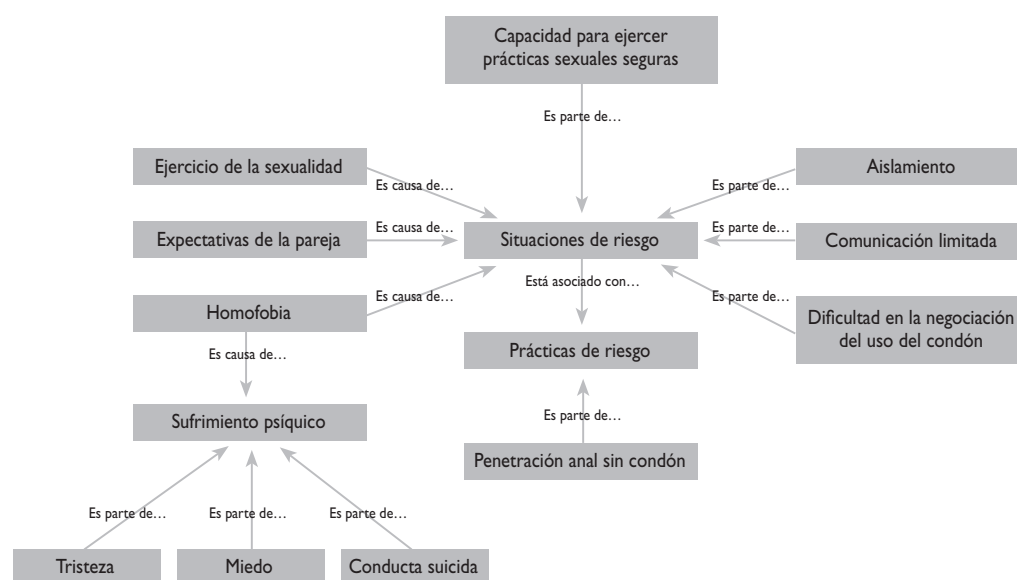 Capacidad para ejercer
prácticas sexuales seguras
Es parte de…
Ejercicio de la sexualidad
Aislamiento
Es causa de…
Es parte de…
Expectativas de la pareja
Es causa de…
Situaciones de riesgo
Es parte de…
Comunicación limitada
Está asociado con…
Homofobia
Es causa de…
Es parte de…
Dificultad en la negociación
del uso del condón
Es causa de…
Prácticas de riesgo
Sufrimiento psíquico
Es parte de…
Penetración anal sin condón
Es parte de…
Es parte de…
Es parte de…
Tristeza
Miedo
Conducta suicida